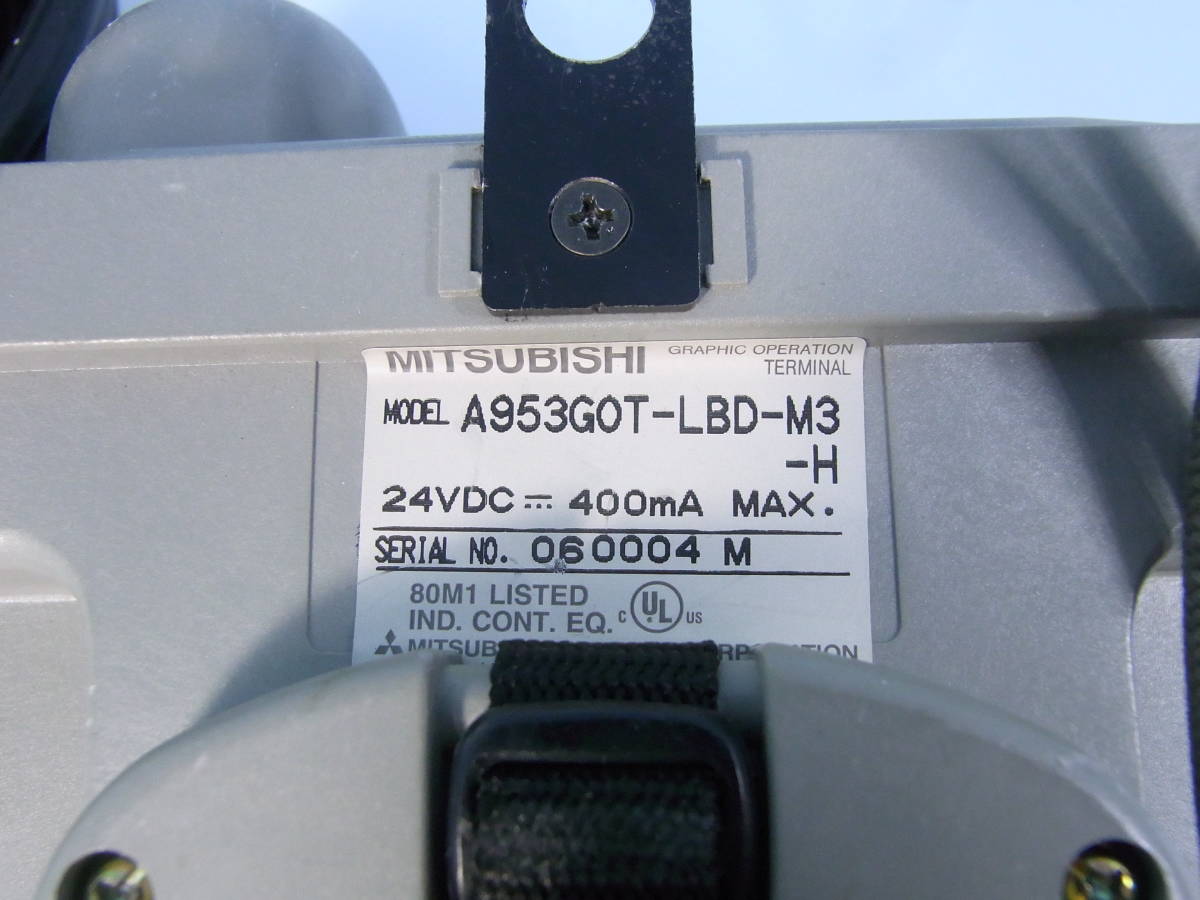 MITSUBISHI GRAPHIC OPERATION
TERMINAL
MODEL A953GOT-LBD-M3
-H
24VDC ⎓ 400mA MAX.
SERIAL NO. 060004 M
80M1 LISTED
IND. CONT. EQ. C UL US